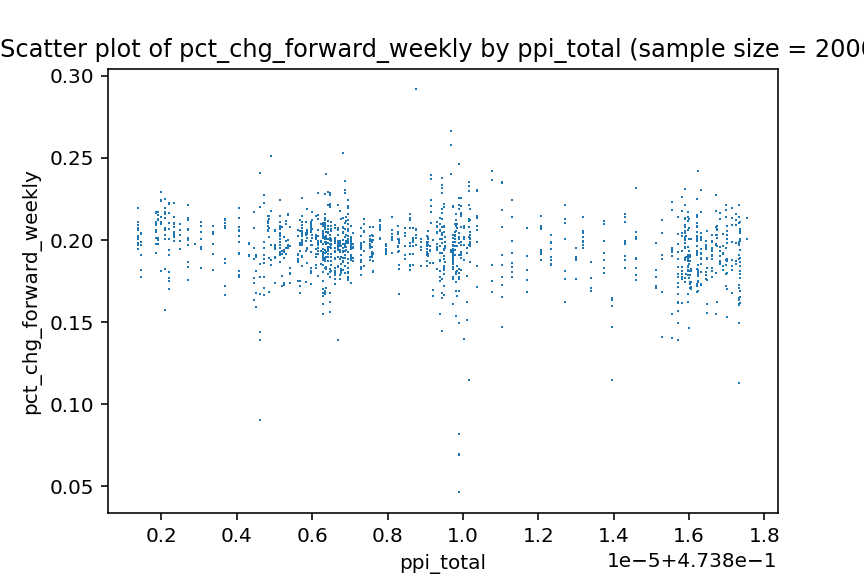 Scatter plot of pct_chg_forward_weekly by ppi_total (sample size = 200
0.30
0.25
0.20
0.15
0.10
0.05
pct_chg_forward_weekly
0.2 0.4 0.6 0.8 1.0 1.2 1.4 1.6 1.8
ppi_total
1e−5+4.738e−1